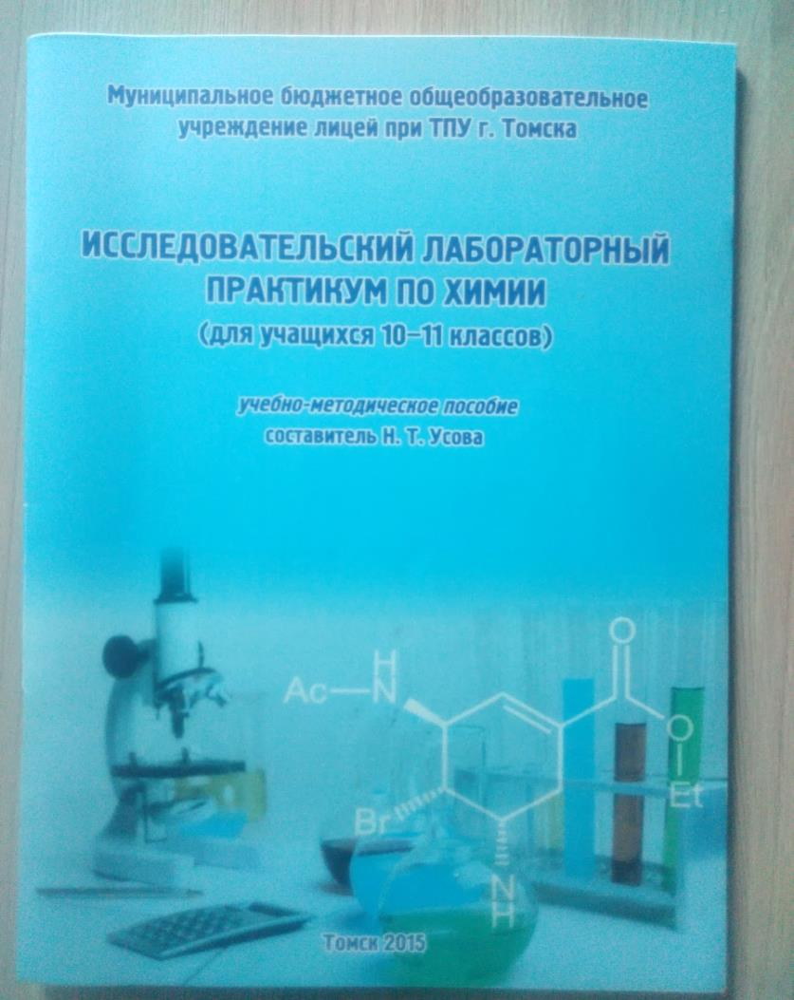 Муниципальное бюджетное общеобразовательное
учреждение лицей при ТПУ г. Томска
ИССЛЕДОВАТЕЛЬСКИЙ ЛАБОРАТОРНЫЙ
ПРАКТИКУМ ПО ХИМИИ
(для учащихся 10–11 классов)
учебно-методическое пособие
составитель Н. Т. Усова
O
H
Ac—N
O
Et
Br
N
H
Томск 2015